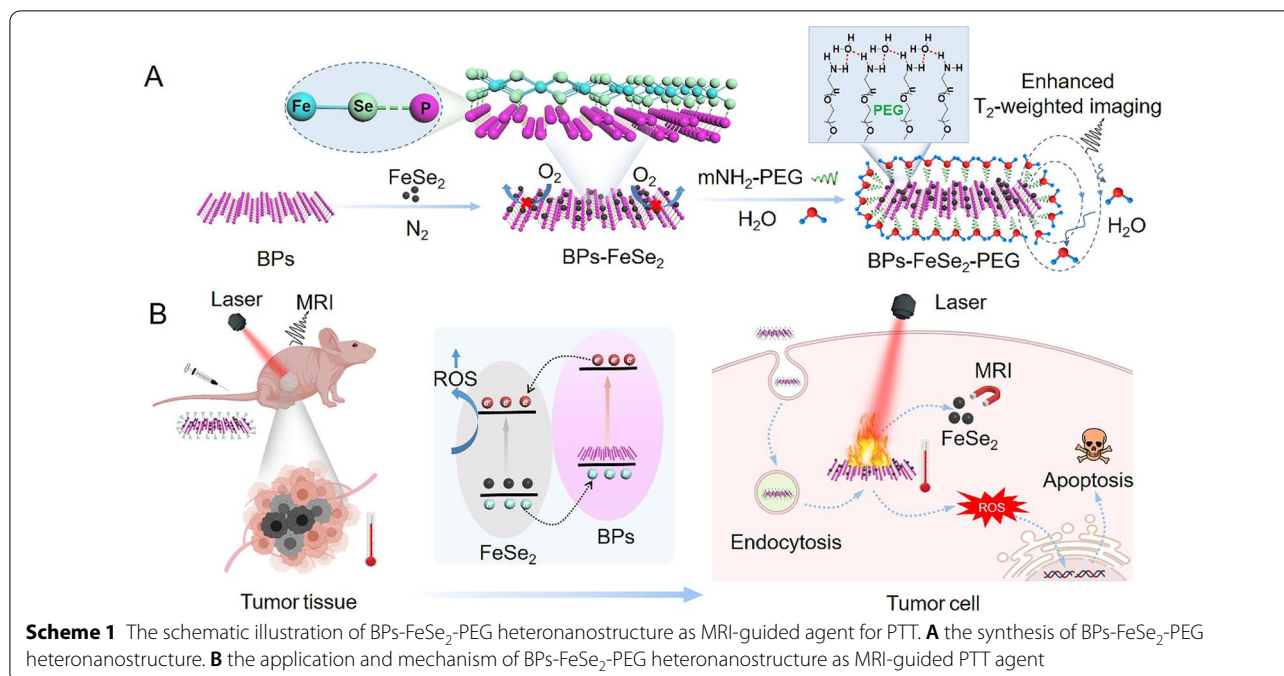 A
Fe Se P
H H H H H H H
O O O
N-H N-H N-H N-H
PEG
Enhanced
T₂-weighted imaging
FeSe₂
N₂
O₂ O₂
mNH₂-PEG
H₂O
H₂O
BPs
BPs-FeSe₂
BPs-FeSe₂-PEG
B
Laser
MRI
Tumor tissue
ROS
e e e
e e e
FeSe₂
BPs
Laser
MRI
FeSe₂
Endocytosis
ROS
Apoptosis
Tumor cell
Scheme 1 The schematic illustration of BPs-FeSe₂-PEG heteronanostructure as MRI-guided agent for PTT. A the synthesis of BPs-FeSe₂-PEG
heteronanostructure. B the application and mechanism of BPs-FeSe₂-PEG heteronanostructure as MRI-guided PTT agent